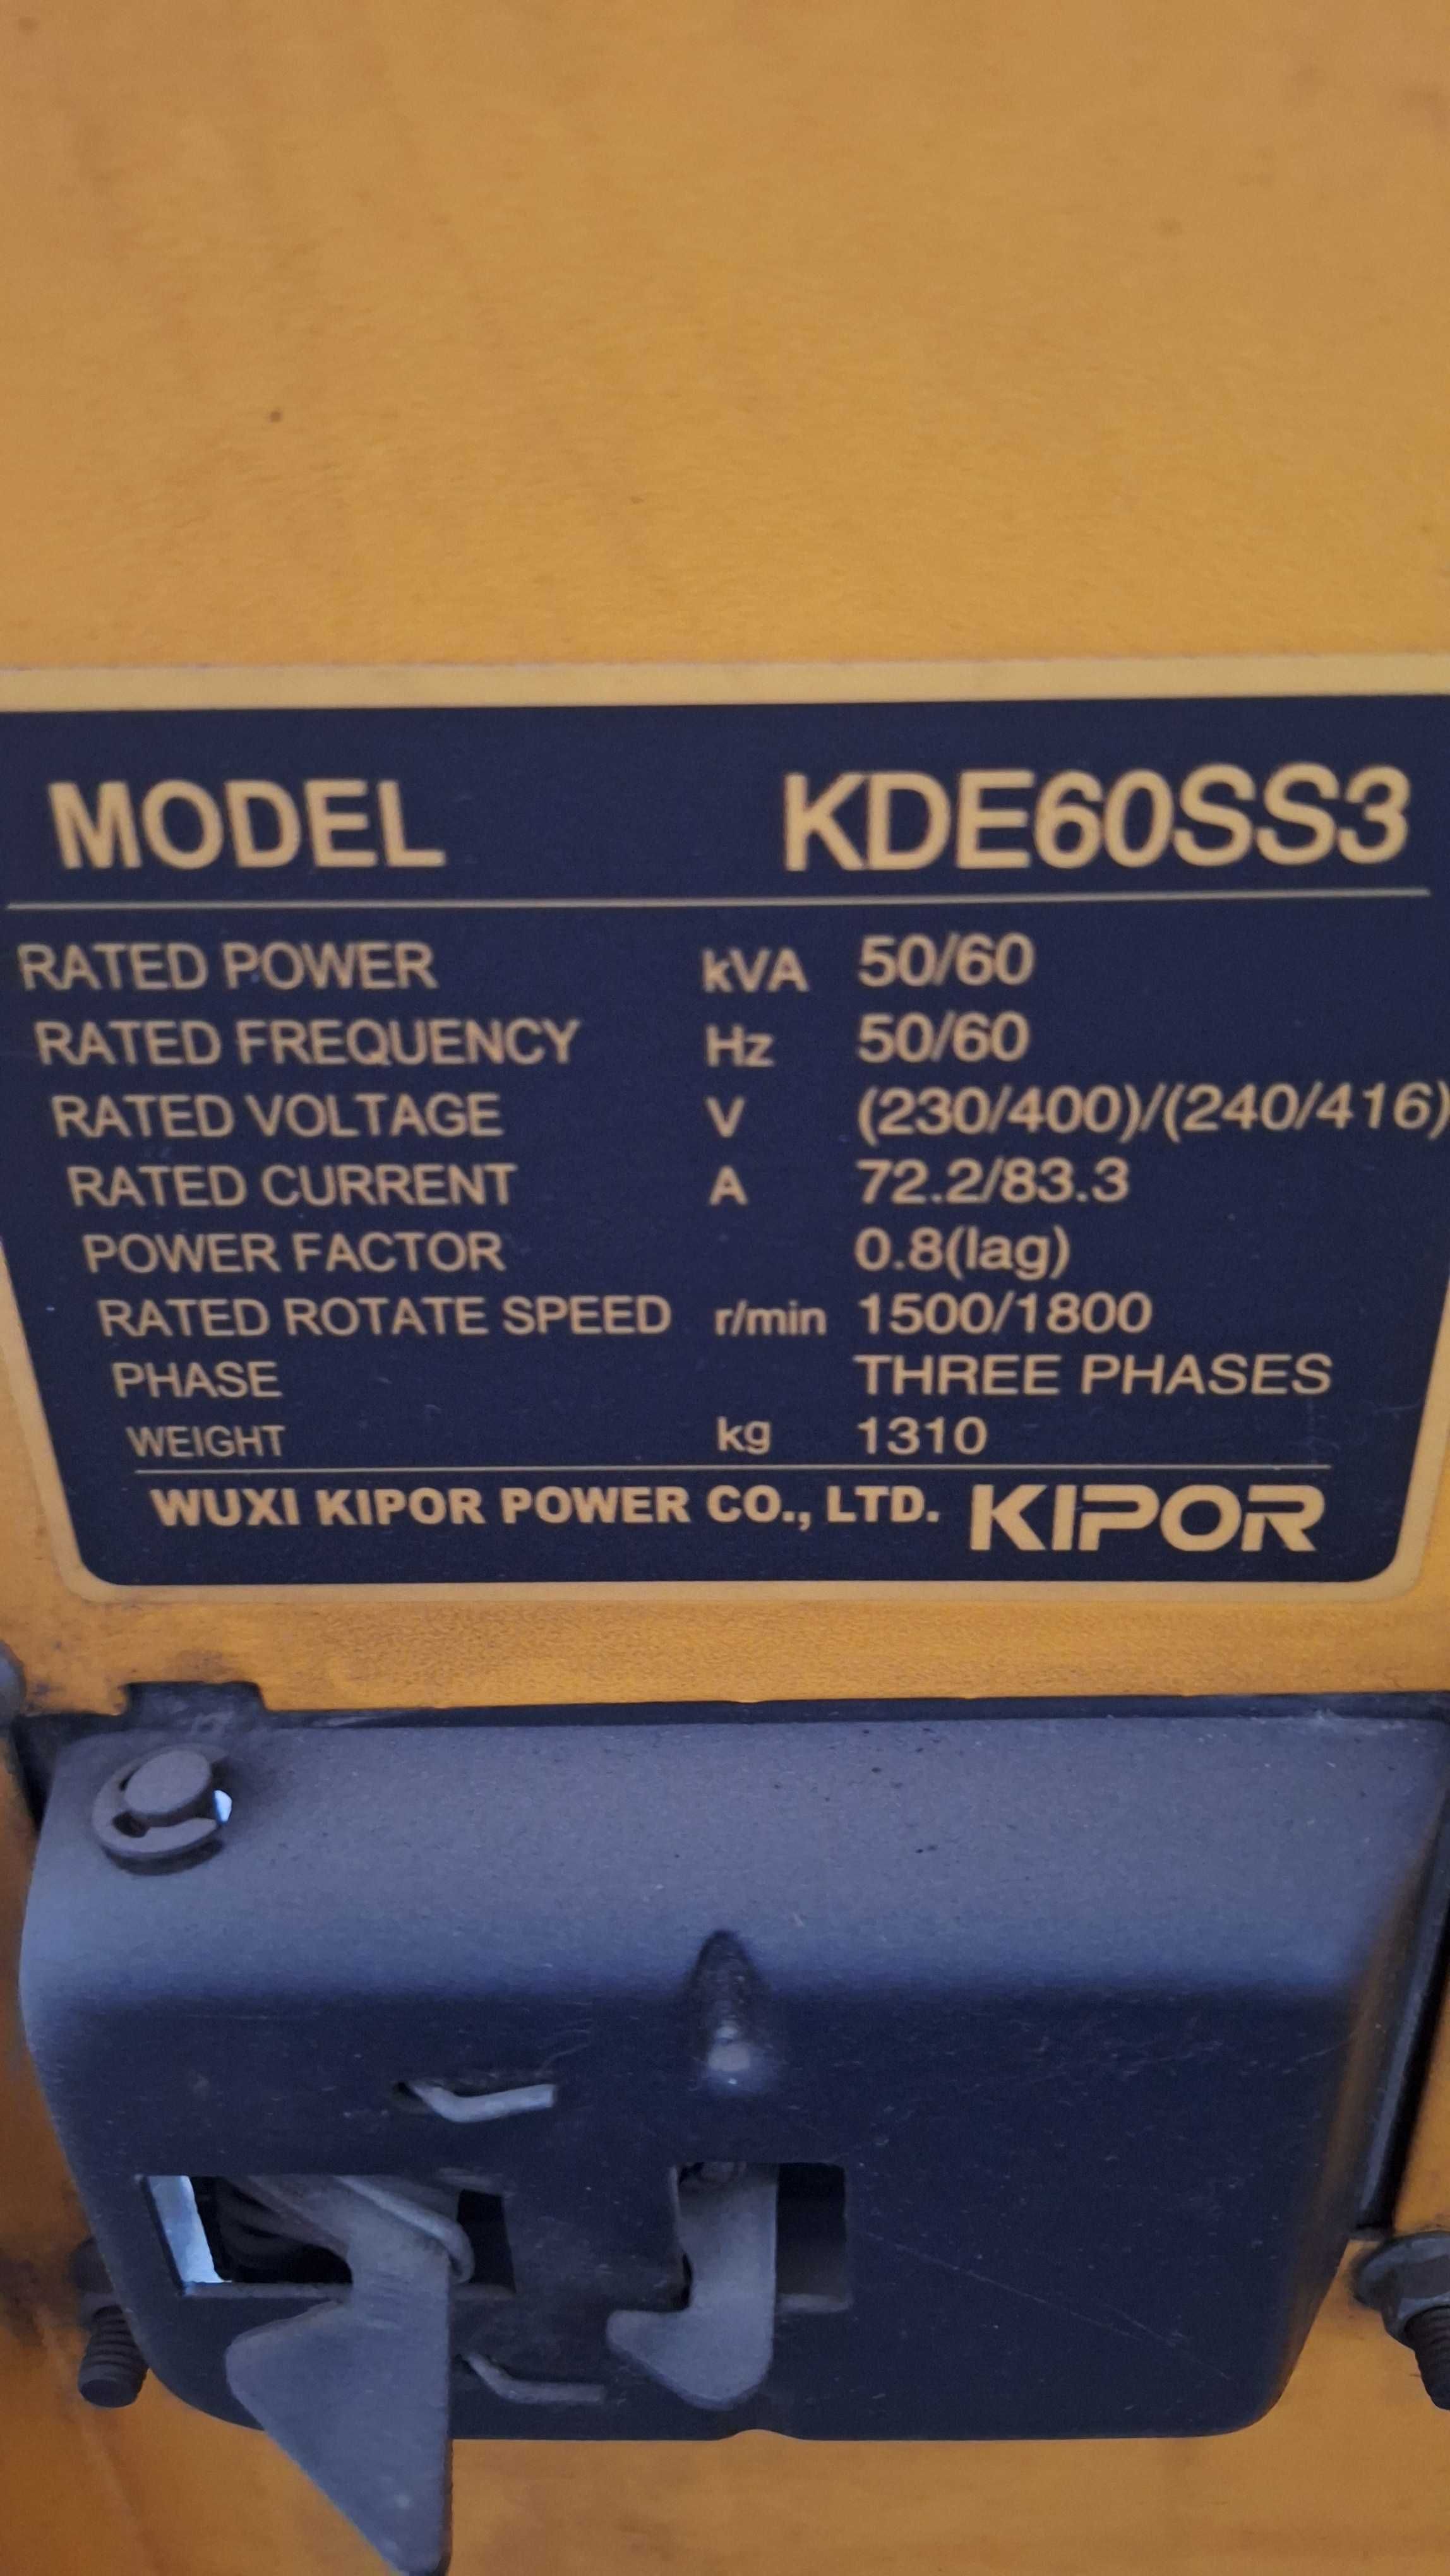 MODEL KDE60SS3
RATED POWER kVA 50/60
RATED FREQUENCY Hz 50/60
RATED VOLTAGE V (230/400)/(240/416)
RATED CURRENT A 72.2/83.3
POWER FACTOR 0.8(lag)
RATED ROTATE SPEED r/min 1500/1800
PHASE THREE PHASES
WEIGHT kg 1310
WUXI KIPOR POWER CO., LTD. KIPOR